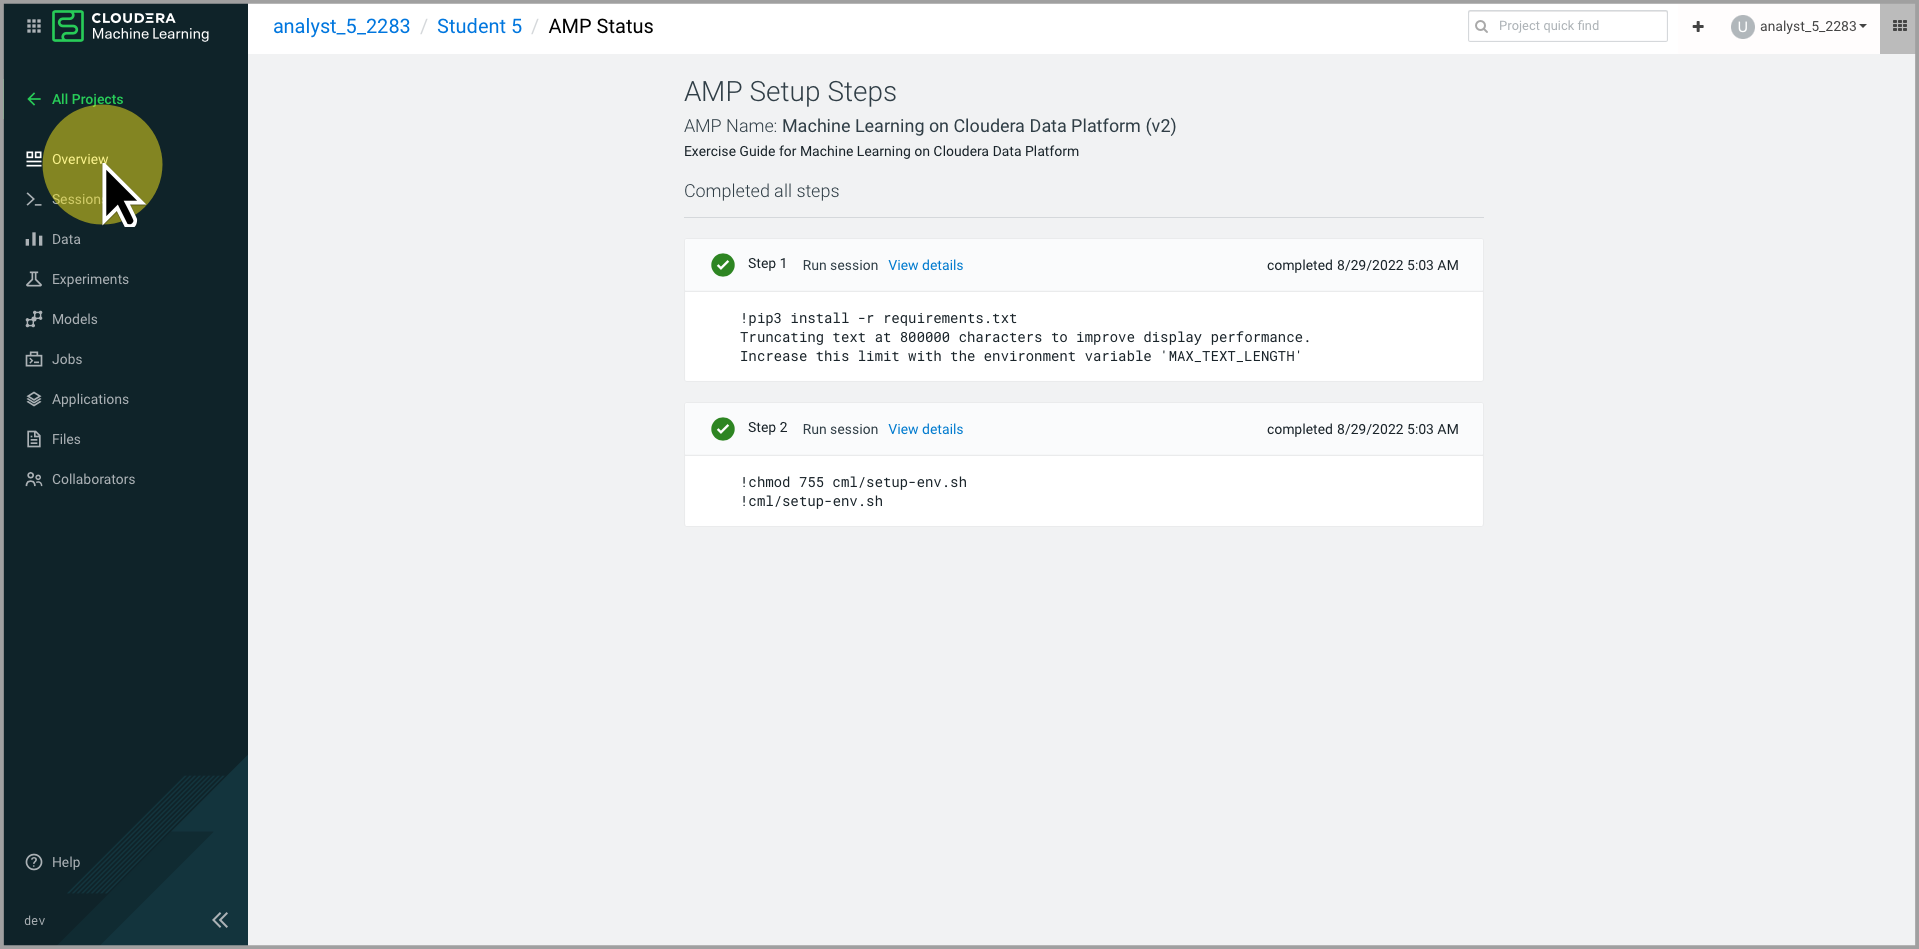 CLOUDERA
Machine Learning
analyst_5_2283 / Student 5 / AMP Status
Project quick find
U analyst_5_2283
All Projects
Overview
Session
Data
Experiments
Models
Jobs
Applications
Files
Collaborators
Help
dev
AMP Setup Steps
AMP Name: Machine Learning on Cloudera Data Platform (v2)
Exercise Guide for Machine Learning on Cloudera Data Platform
Completed all steps
Step 1 Run session View details completed 8/29/2022 5:03 AM
!pip3 install -r requirements.txt
Truncating text at 800000 characters to improve display performance.
Increase this limit with the environment variable 'MAX_TEXT_LENGTH'
Step 2 Run session View details completed 8/29/2022 5:03 AM
!chmod 755 cml/setup-env.sh
!cml/setup-env.sh